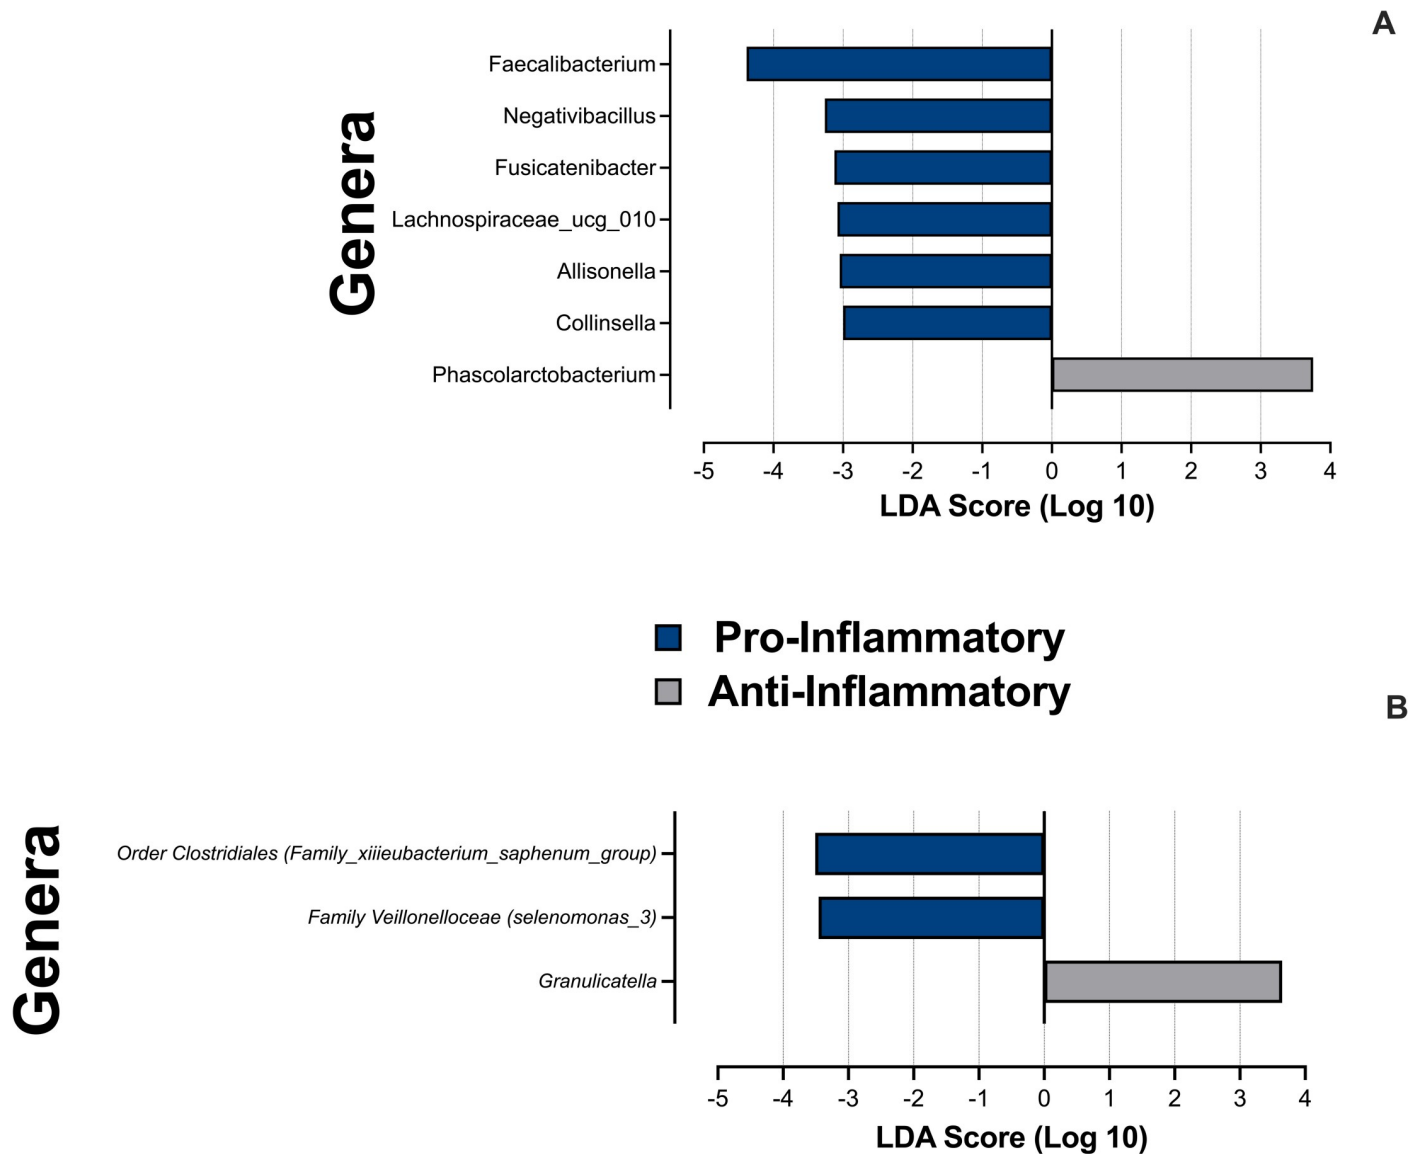 A
Genera
Faecalibacterium
Negativibacillus
Fusicatenibacter
Lachnospiraceae_ucg_010
Allisonella
Collinsella
Phascolarctobacterium
-5 -4 -3 -2 -1 0 1 2 3 4
LDA Score (Log 10)
Pro-Inflammatory
Anti-Inflammatory
B
Genera
Order Clostridiales (Family_xiiieubacterium_saphenum_group)
Family Veillonelloceae (selenomonas_3)
Granulicatella
-5 -4 -3 -2 -1 0 1 2 3 4
LDA Score (Log 10)